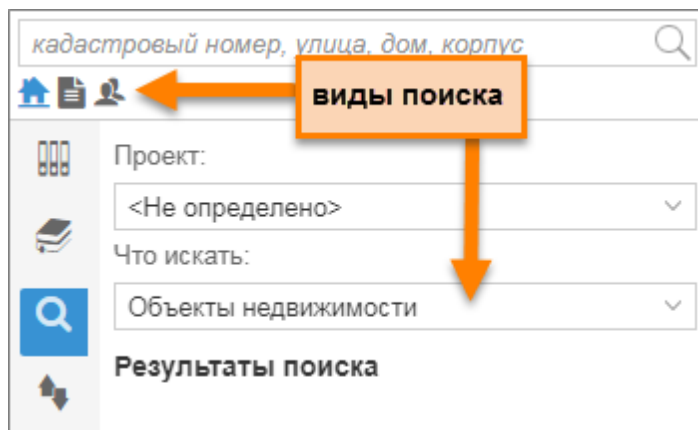 кадастровый номер, улица, дом, корпус
виды поиска
Проект:
<Не определено>
Что искать:
Объекты недвижимости
Результаты поиска